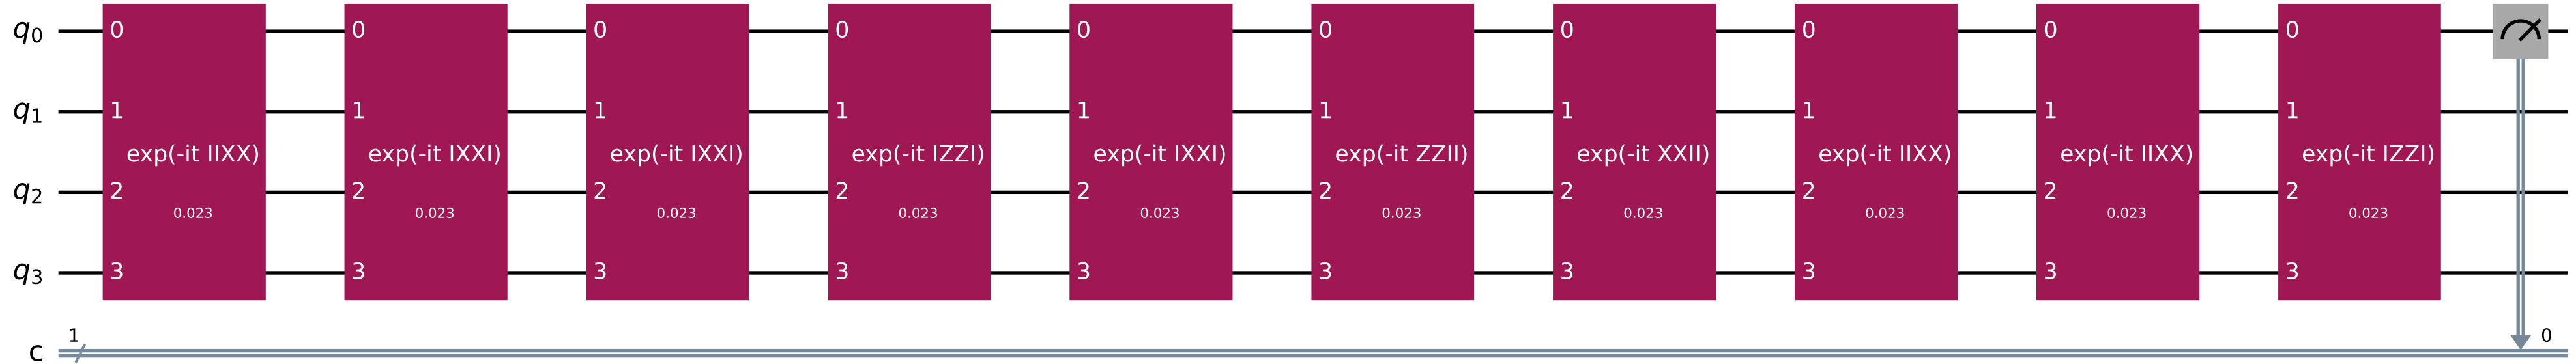 q0 0 0 0 0 0 0 0 0 0 0
q1 1 1 1 1 1 1 1 1 1 1
exp(-it IIXX) exp(-it IXXI) exp(-it IXXI) exp(-it IZZI) exp(-it IXXI) exp(-it ZZII) exp(-it XXII) exp(-it IIXX) exp(-it IIXX) exp(-it IZZI)
q2 2 2 2 2 2 2 2 2 2 2
0.023 0.023 0.023 0.023 0.023 0.023 0.023 0.023 0.023 0.023
q3 3 3 3 3 3 3 3 3 3 3
1 0
c